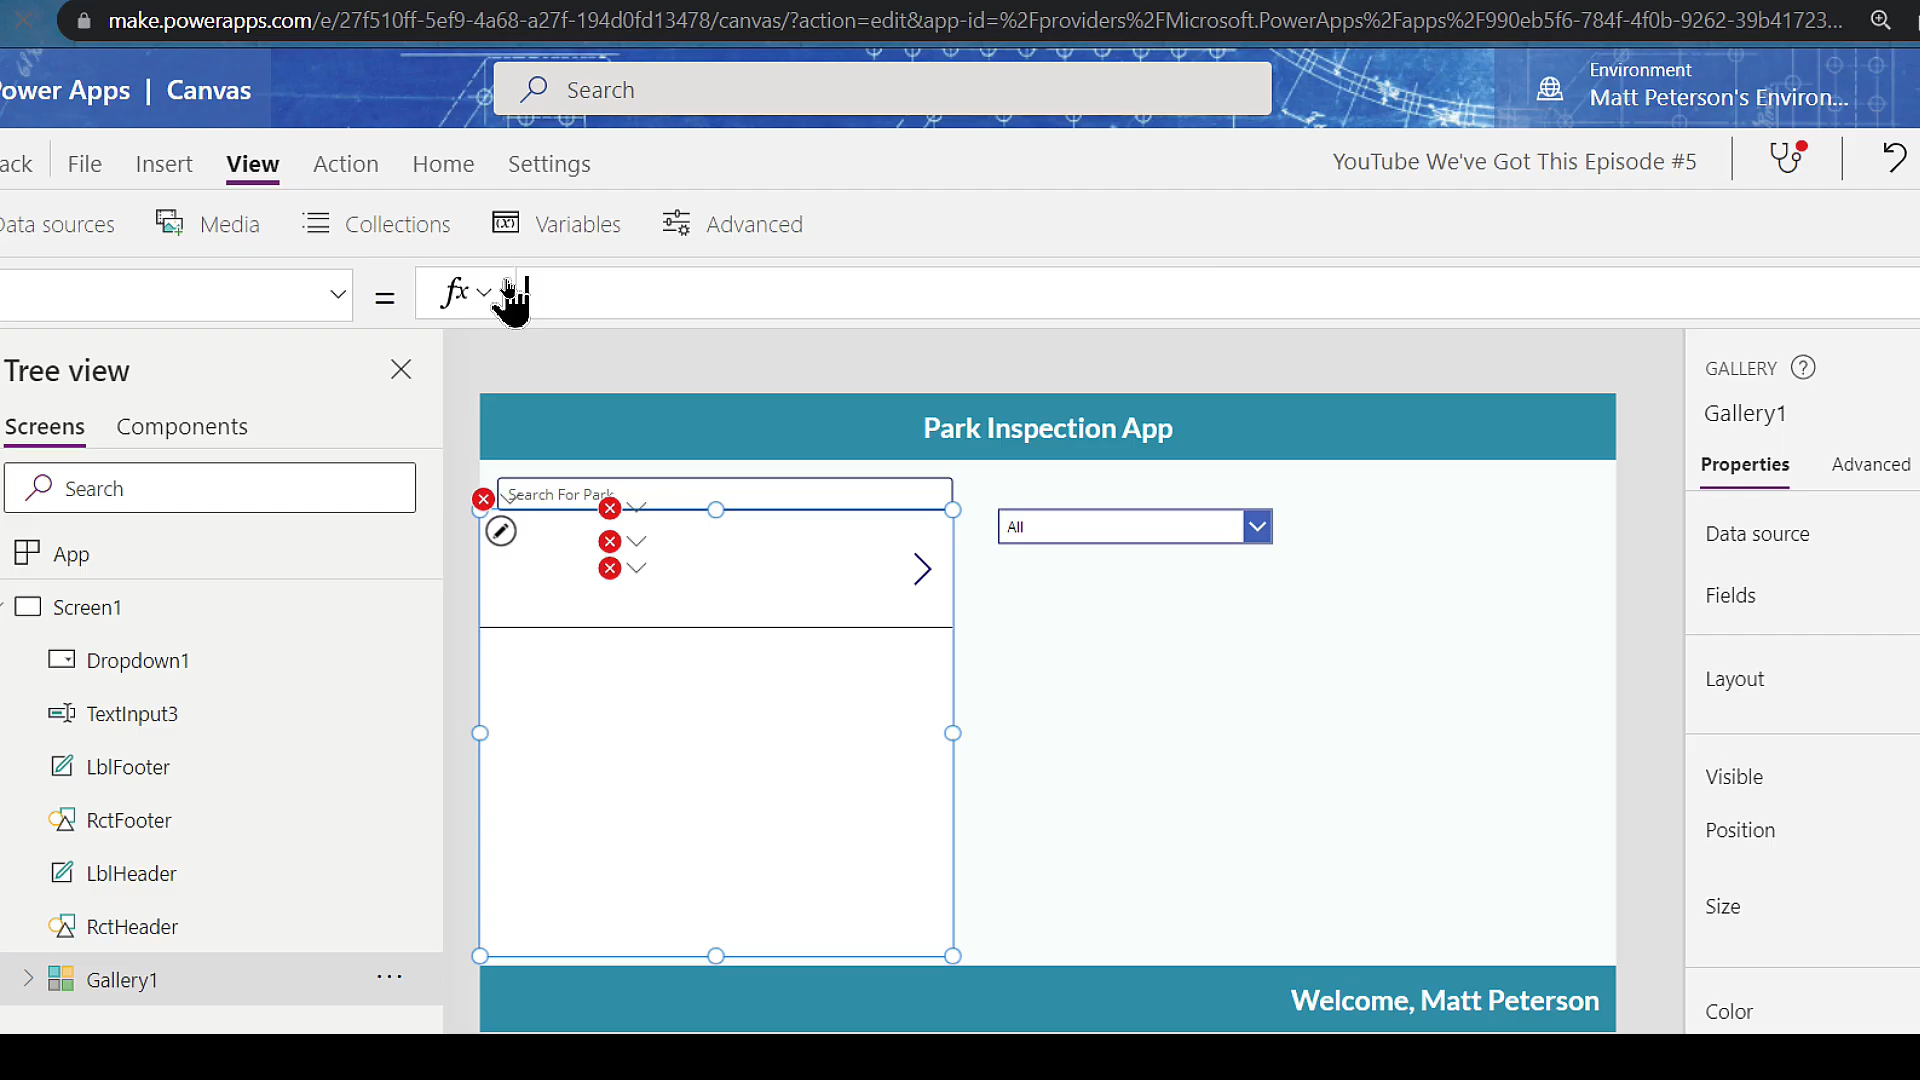 make.powerapps.com/e/27f510ff-5ef9-4a68-a27f-194d0fd13478/canvas/?action=edit&app-id=%2Fproviders%2FMicrosoft.PowerApps%2Fapps%2F990eb5f6-784f-4f0b-9262-39b41723...
ower Apps | Canvas
Search
Environment
Matt Peterson's Environ...
ack
File
Insert
View
Action
Home
Settings
YouTube We've Got This Episode #5
Data sources
Media
Collections
(x)
Variables
Advanced
=
fx
Tree view
Screens
Components
Search
App
Screen1
Dropdown1
TextInput3
LblFooter
RctFooter
LblHeader
RctHeader
Gallery1
...
Park Inspection App
Search For Park
All
Welcome, Matt Peterson
GALLERY ?
Gallery1
Properties
Advanced
Data source
Fields
Layout
Visible
Position
Size
Color